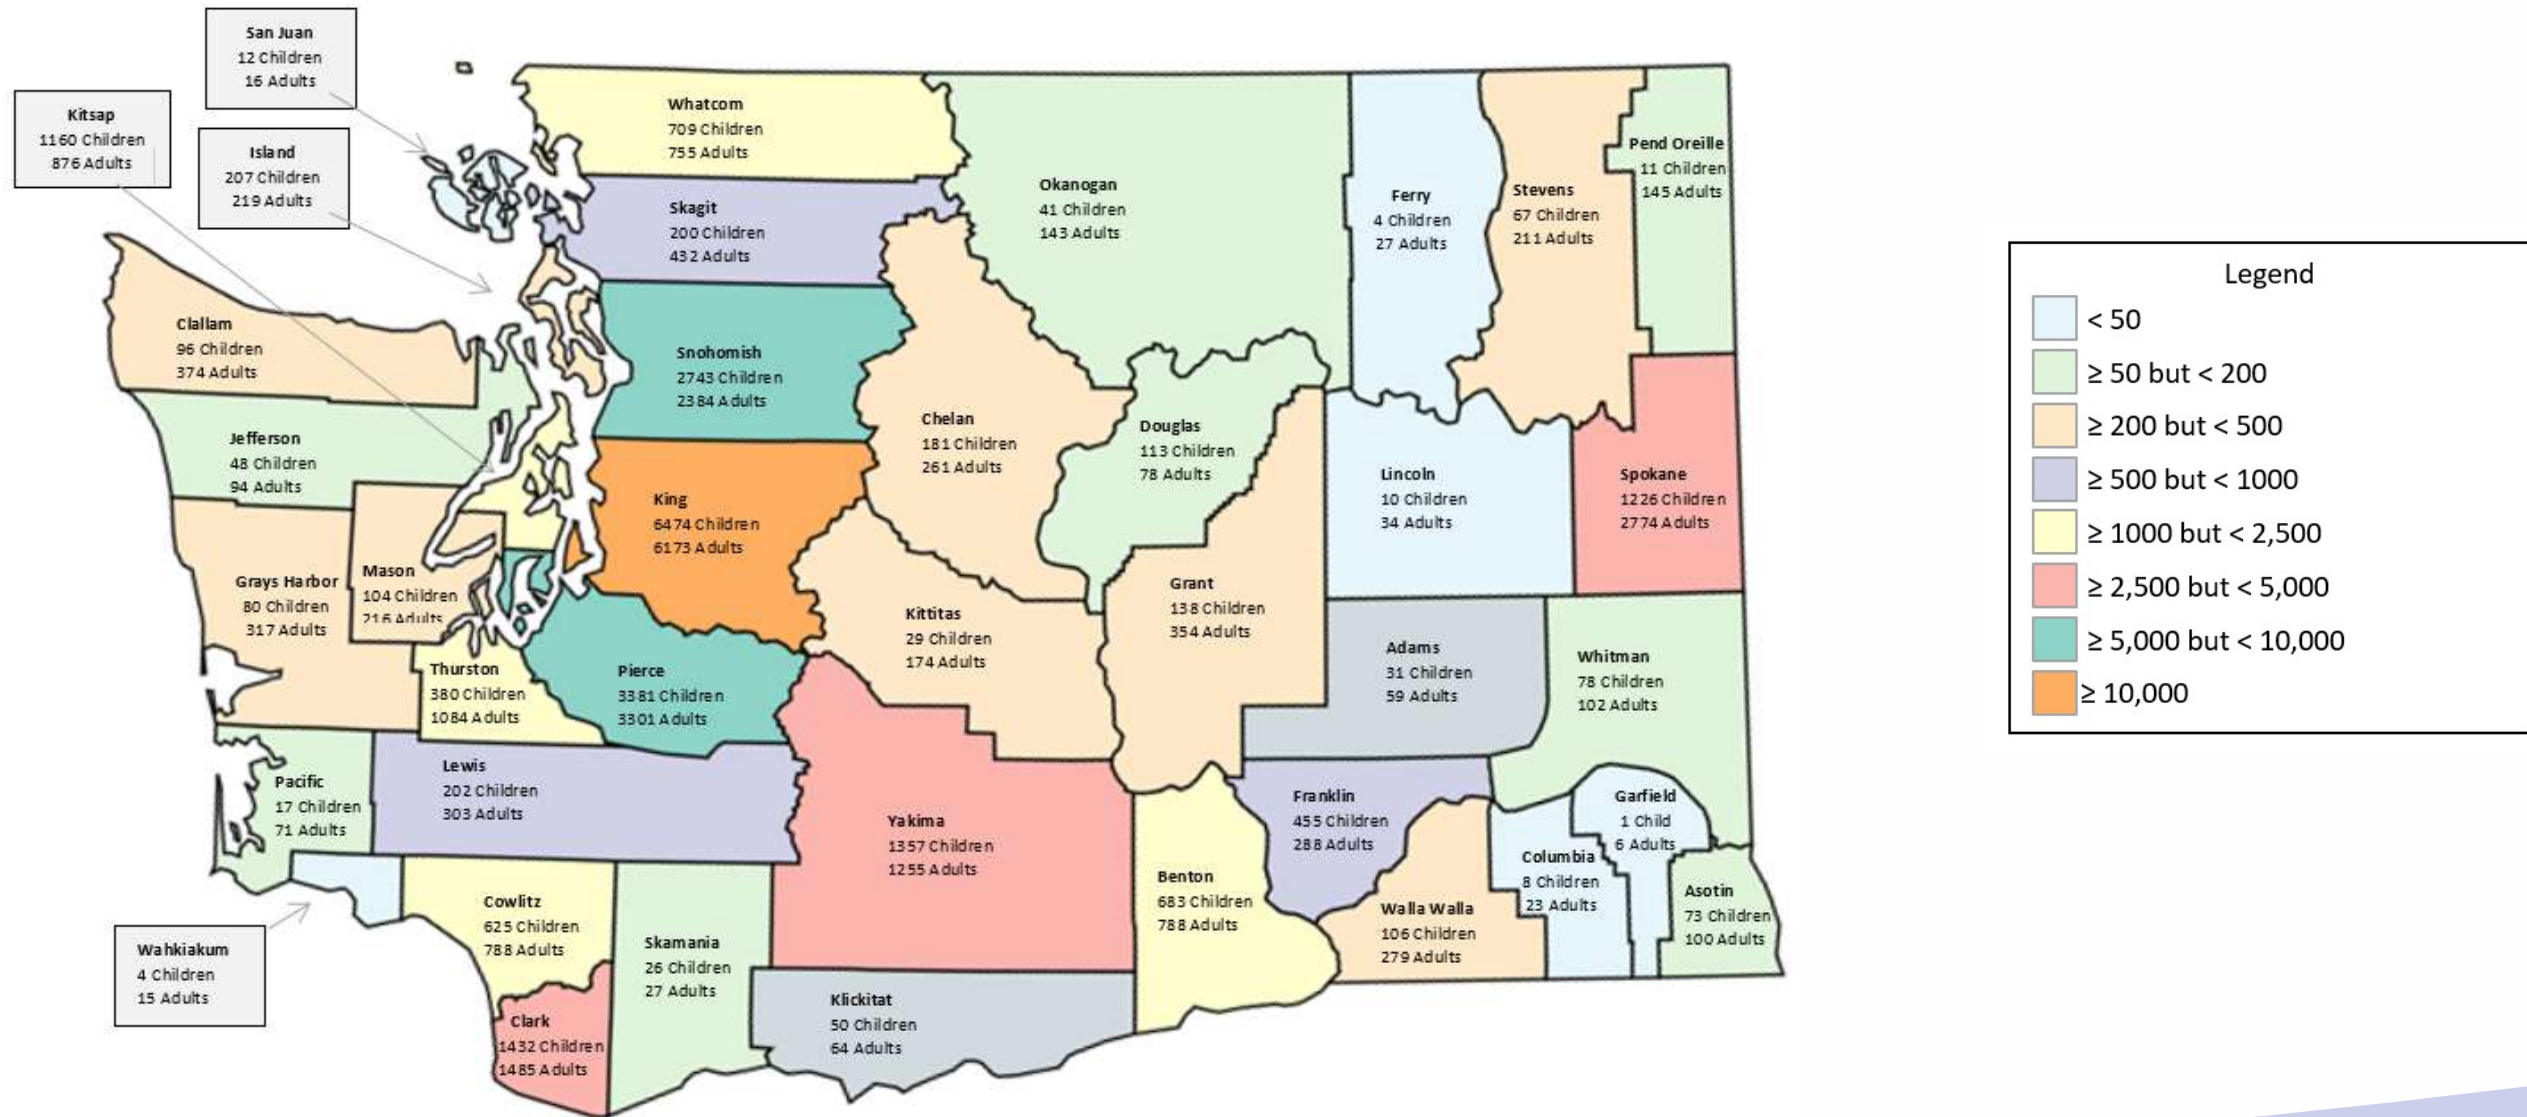 San Juan
12 Children
16 Adults
Kitsap
1160 Children
876 Adults
Island
207 Children
219 Adults
Whatcom
709 Children
755 Adults
Skagit
200 Children
432 Adults
Okanogan
41 Children
143 Adults
Ferry
4 Children
27 Adults
Stevens
67 Children
211 Adults
Pend Oreille
11 Children
145 Adults
Clallam
96 Children
374 Adults
Snohomish
2743 Children
2384 Adults
Jefferson
48 Children
94 Adults
Chelan
181 Children
261 Adults
Douglas
113 Children
78 Adults
Lincoln
10 Children
34 Adults
Spokane
1226 Children
2774 Adults
King
6474 Children
6173 Adults
Grays Harbor
80 Children
317 Adults
Mason
104 Children
216 Adults
Kittitas
29 Children
174 Adults
Grant
138 Children
354 Adults
Adams
31 Children
59 Adults
Whitman
78 Children
102 Adults
Thurston
380 Children
1084 Adults
Pierce
3381 Children
3301 Adults
Pacific
17 Children
71 Adults
Lewis
202 Children
303 Adults
Yakima
1357 Children
1255 Adults
Franklin
455 Children
288 Adults
Garfield
1 Child
6 Adults
Columbia
8 Children
23 Adults
Benton
683 Children
788 Adults
Walla Walla
106 Children
279 Adults
Asotin
73 Children
100 Adults
Wahkiakum
4 Children
15 Adults
Cowlitz
625 Children
788 Adults
Skamania
26 Children
27 Adults
Klickitat
50 Children
64 Adults
Clark
1432 Children
1485 Adults
Legend
< 50
≥ 50 but < 200
≥ 200 but < 500
≥ 500 but < 1000
≥ 1000 but < 2,500
≥ 2,500 but < 5,000
≥ 5,000 but < 10,000
≥ 10,000